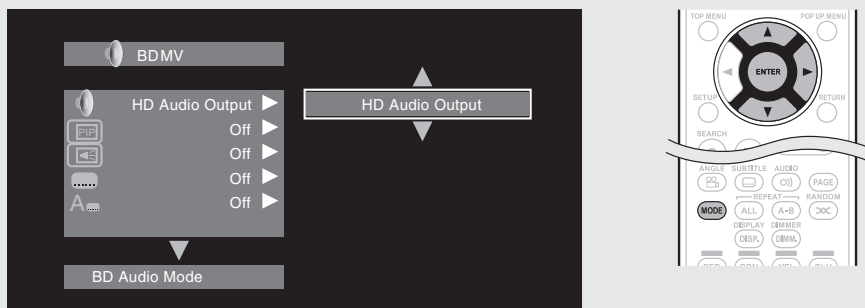 BDMV
HD Audio Output
HD Audio Output
PIP
Off
Off
Off
A
Off
BD Audio Mode
TOP MENU
POP UP MENU
ENTER
SETUP
RETURN
SEARCH
ANGLE
SUBTITLE
AUDIO
PAGE
REPEAT
RANDOM
MODE
ALL
A-B
DISPLAY
DIMMER
DISP.
DIMM.